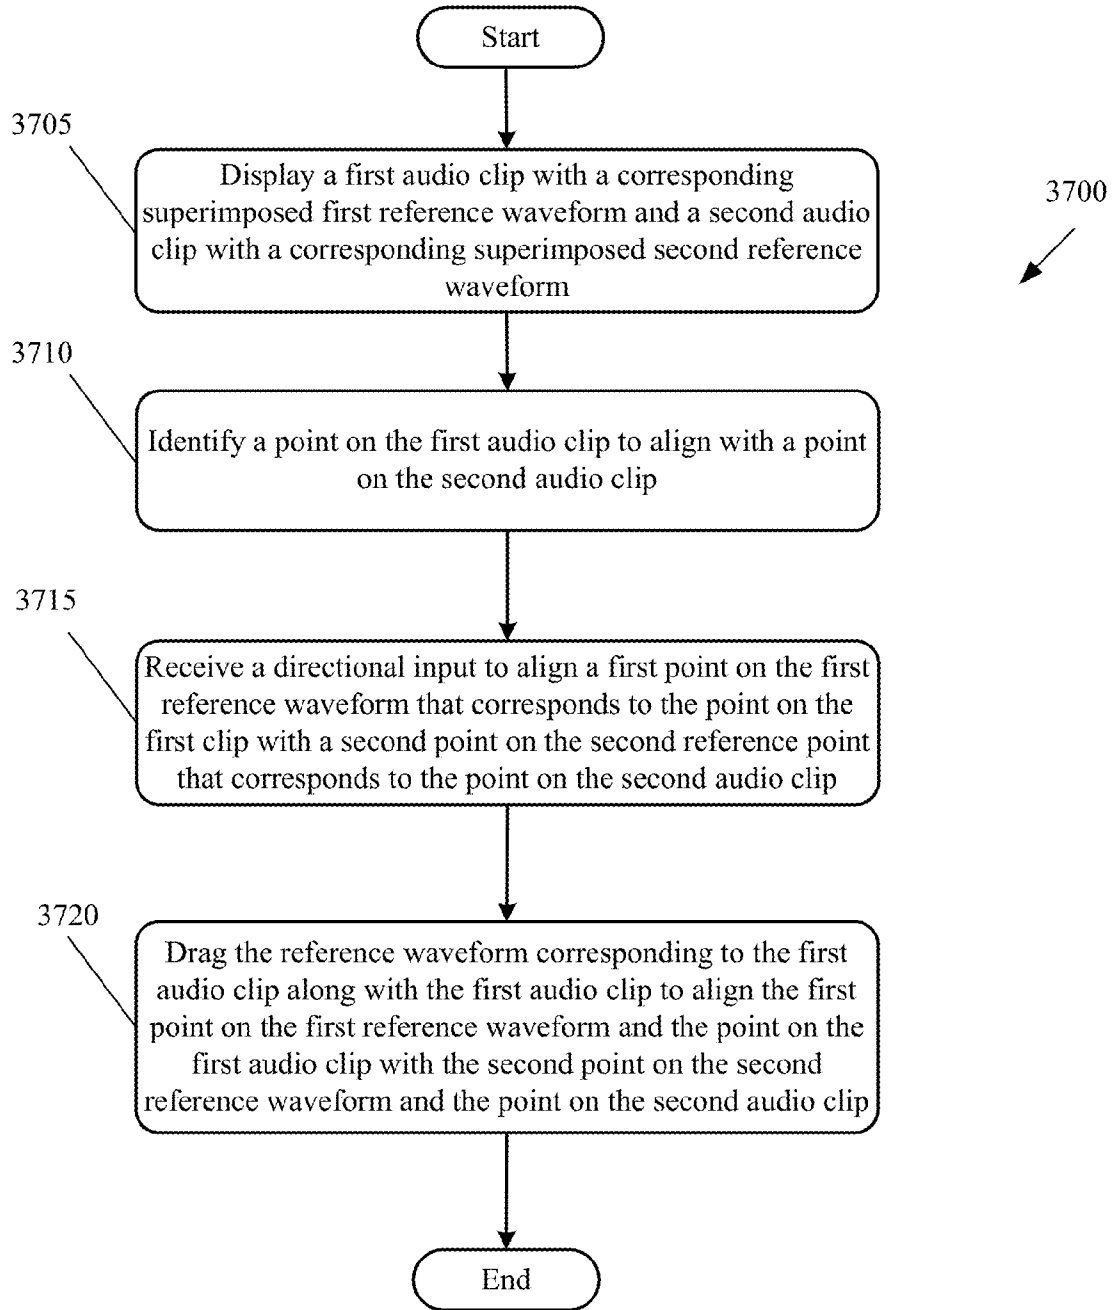 Start
3705
Display a first audio clip with a corresponding
superimposed first reference waveform and a second audio
clip with a corresponding superimposed second reference
waveform
3700
3710
Identify a point on the first audio clip to align with a point
on the second audio clip
3715
Receive a directional input to align a first point on the first
reference waveform that corresponds to the point on the
first clip with a second point on the second reference point
that corresponds to the point on the second audio clip
3720
Drag the reference waveform corresponding to the first
audio clip along with the first audio clip to align the first
point on the first reference waveform and the point on the
first audio clip with the second point on the second
reference waveform and the point on the second audio clip
End